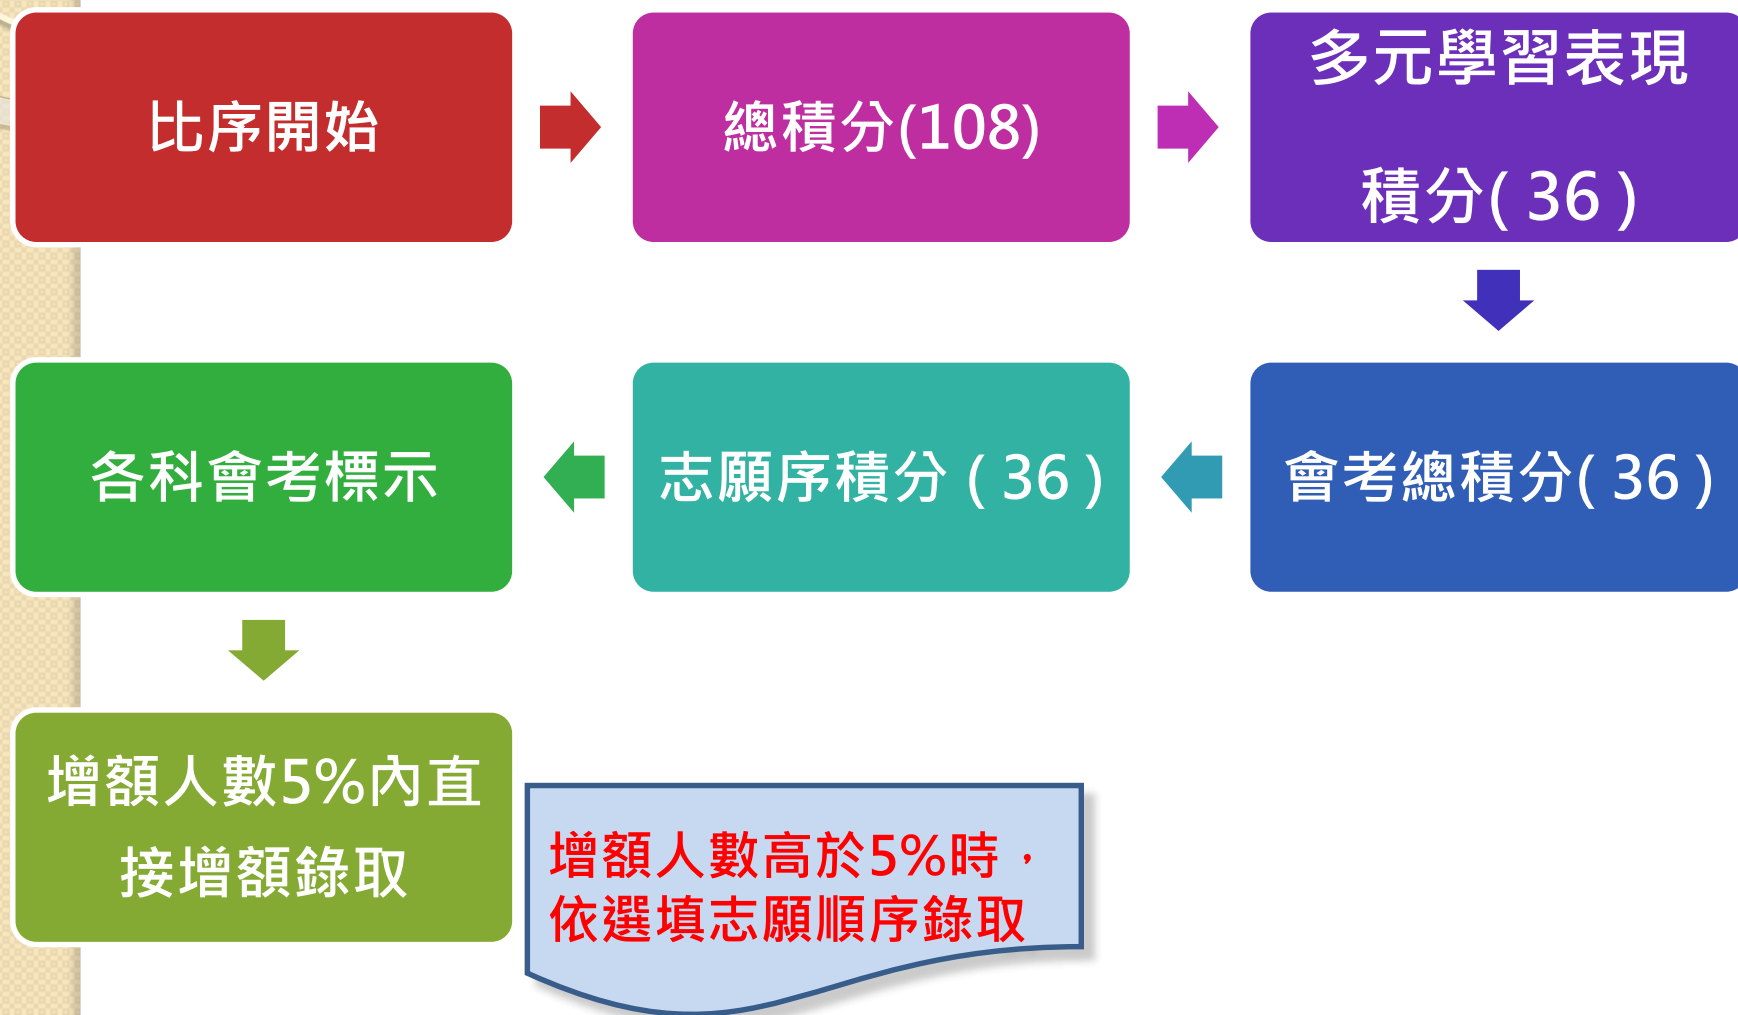 比序開始
總積分(108)
多元學習表現
積分( 36 )
會考總積分( 36 )
志願序積分 ( 36 )
各科會考標示
增額人數5%內直
接增額錄取
增額人數高於5%時，
依選填志願順序錄取